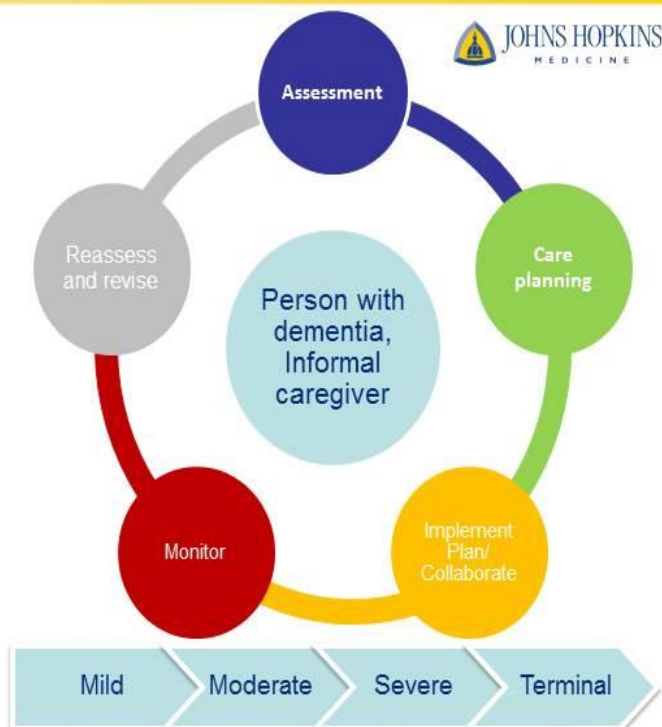 JOHNS HOPKINS
MEDICINE
Assessment
Care
planning
Implement
Plan/
Collaborate
Monitor
Reassess
and revise
Person with
dementia,
Informal
caregiver
Mild
Moderate
Severe
Terminal